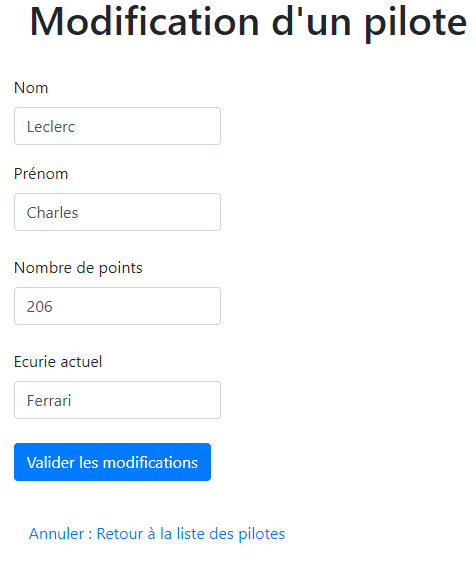 Modification d'un pilote
Nom
Leclerc
Prénom
Charles
Nombre de points
206
Ecurie actuel
Ferrari
Valider les modifications
Annuler : Retour à la liste des pilotes